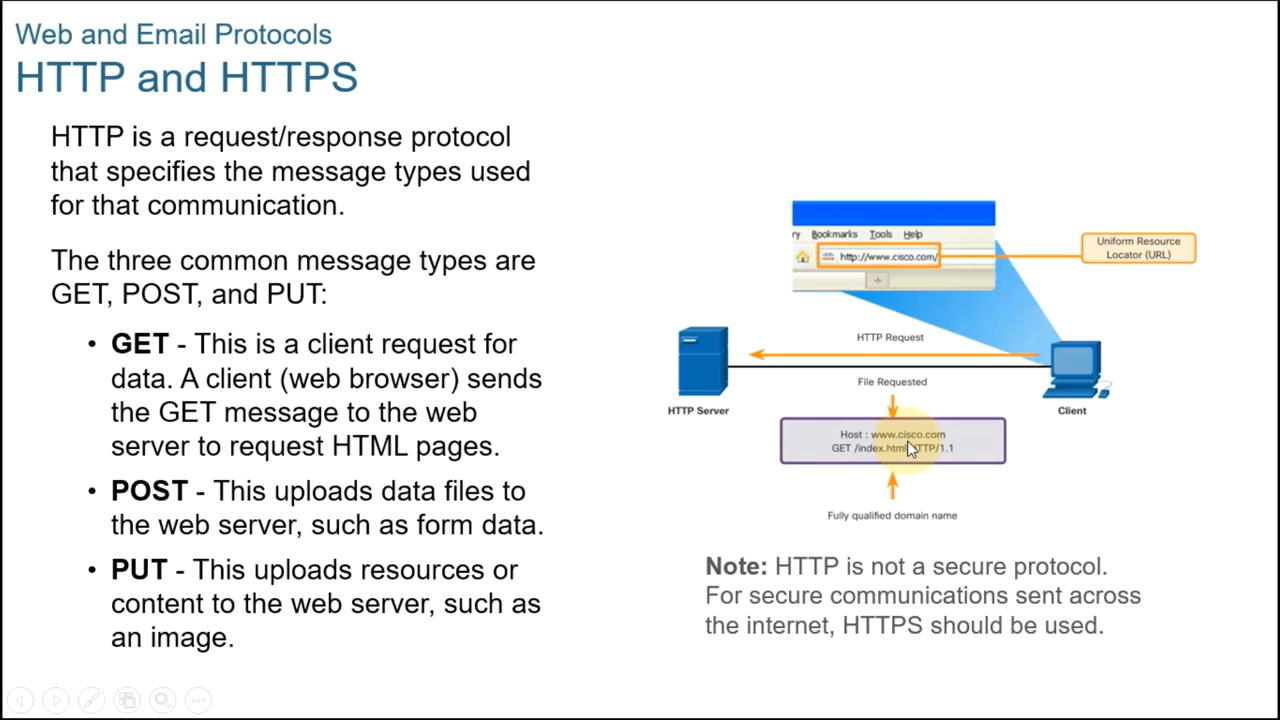 Web and Email Protocols
HTTP and HTTPS
HTTP is a request/response protocol
that specifies the message types used
for that communication.
The three common message types are
GET, POST, and PUT:
• GET - This is a client request for
data. A client (web browser) sends
the GET message to the web
server to request HTML pages.
• POST - This uploads data files to
the web server, such as form data.
• PUT - This uploads resources or
content to the web server, such as
an image.
ry Bookmarks Tools Help
http://www.cisco.com/
Uniform Resource
Locator (URL)
HTTP Request
File Requested
HTTP Server
Client
Host : www.cisco.com
GET /index.html HTTP/1.1
Fully qualified domain name
Note: HTTP is not a secure protocol.
For secure communications sent across
the internet, HTTPS should be used.